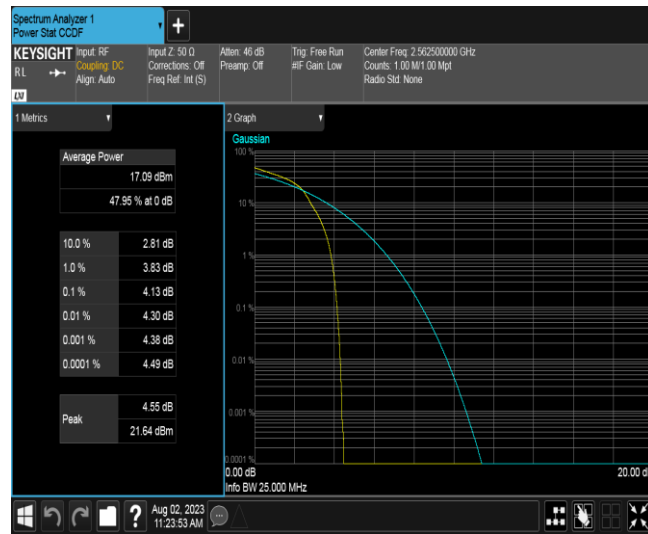 Spectrum Analyzer 1
Power Stat CCDF
+
KEYSIGHT
RL
LXI
Input: RF
Coupling: DC
Align: Auto
Input Z: 50 Ω
Corrections: Off
Freq Ref: Int (S)
Atten: 46 dB
Preamp: Off
Trig: Free Run
#IF Gain: Low
Center Freq: 2.562500000 GHz
Counts: 1.00 M/1.00 Mpt
Radio Std: None
1 Metrics
Average Power
17.09 dBm
47.95 % at 0 dB
10.0 % 2.81 dB
1.0 % 3.83 dB
0.1 % 4.13 dB
0.01 % 4.30 dB
0.001 % 4.38 dB
0.0001 % 4.49 dB
Peak
4.55 dB
21.64 dBm
2 Graph
Gaussian
100 %
10 %
1 %
0.1 %
0.01 %
0.001 %
0.0001 %
0.00 dB
20.00 d
Info BW 25.000 MHz
?
Aug 02, 2023
11:23:53 AM